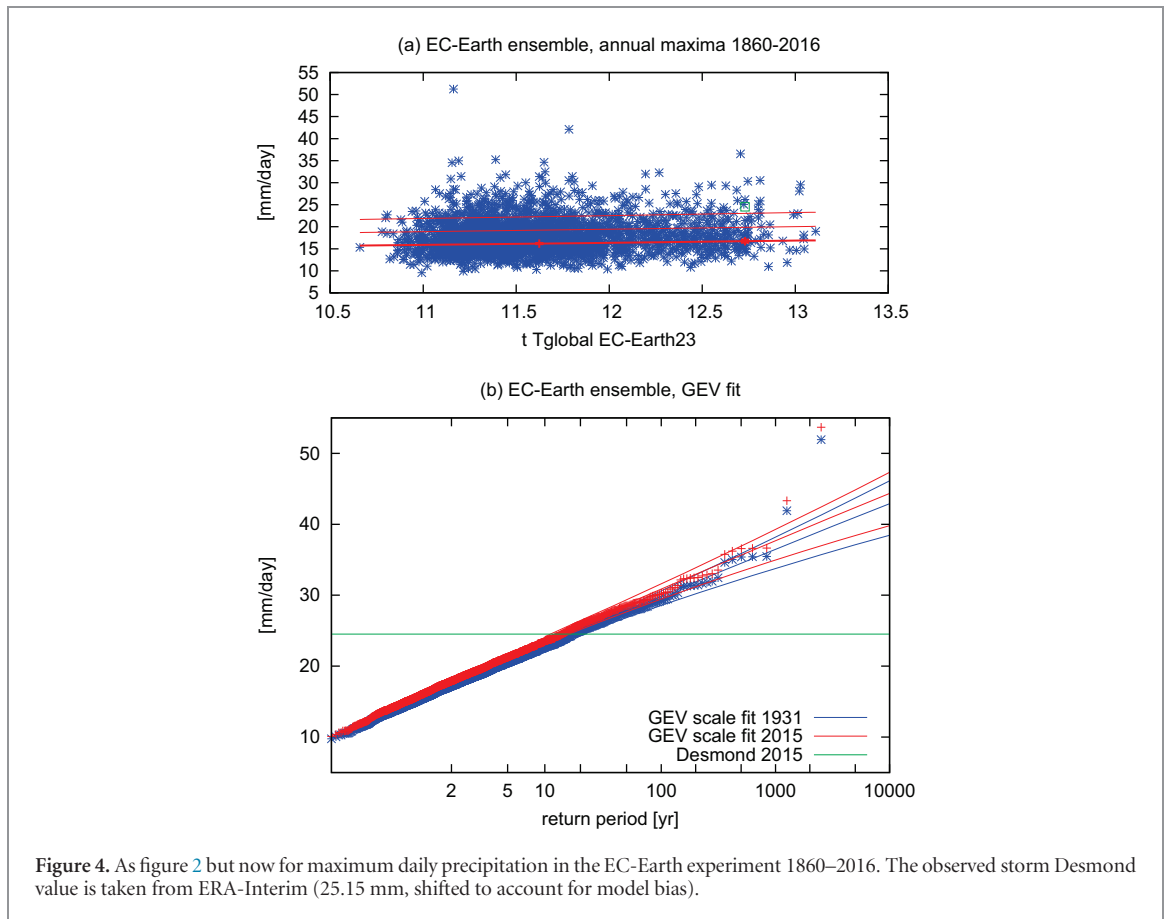 (a) EC-Earth ensemble, annual maxima 1860-2016
55
50
45
40
35
30
25
20
15
10
5
[mm/day]
10.5 11 11.5 12 12.5 13 13.5
t Tglobal EC-Earth23
(b) EC-Earth ensemble, GEV fit
50
40
30
20
10
[mm/day]
GEV scale fit 1931
GEV scale fit 2015
Desmond 2015
2 5 10 100 1000 10000
return period [yr]
Figure 4. As figure 2 but now for maximum daily precipitation in the EC-Earth experiment 1860–2016. The observed storm Desmond
value is taken from ERA-Interim (25.15 mm, shifted to account for model bias).